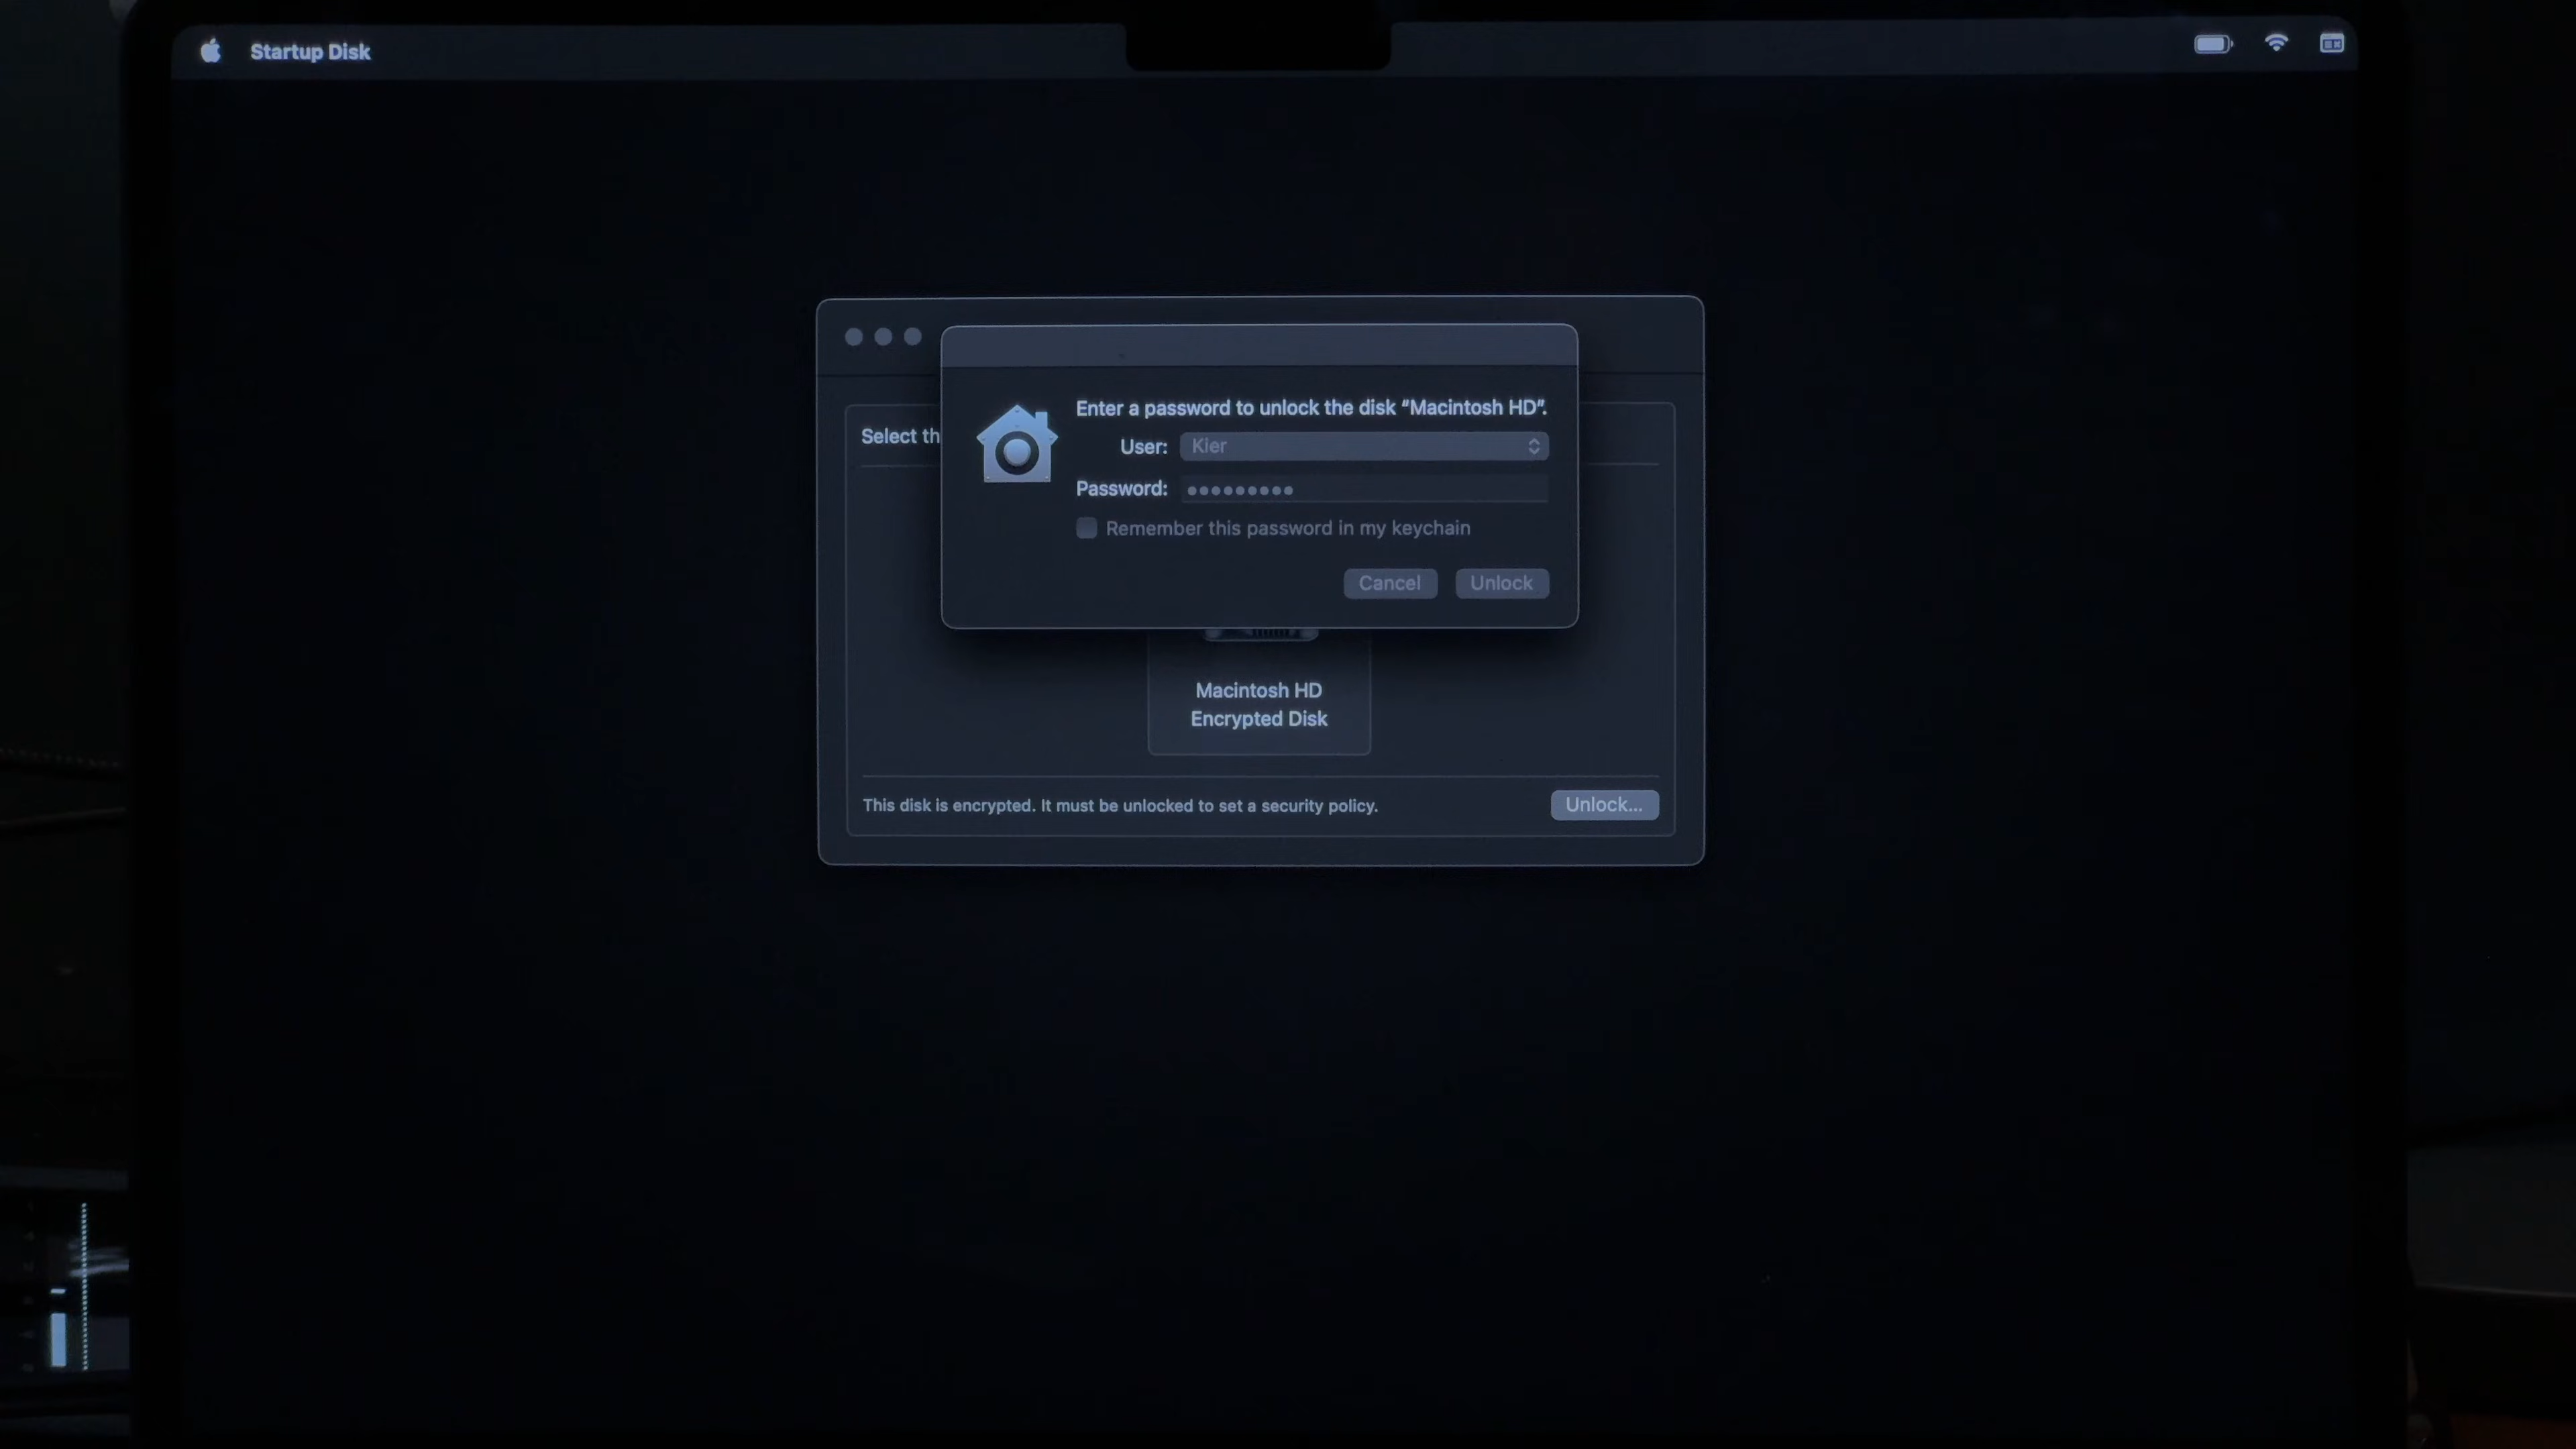 Startup Disk
Select th
Enter a password to unlock the disk “Macintosh HD”.
User: Kier
Password: •••••••••
Remember this password in my keychain
Cancel Unlock
Macintosh HD
Encrypted Disk
This disk is encrypted. It must be unlocked to set a security policy.
Unlock...